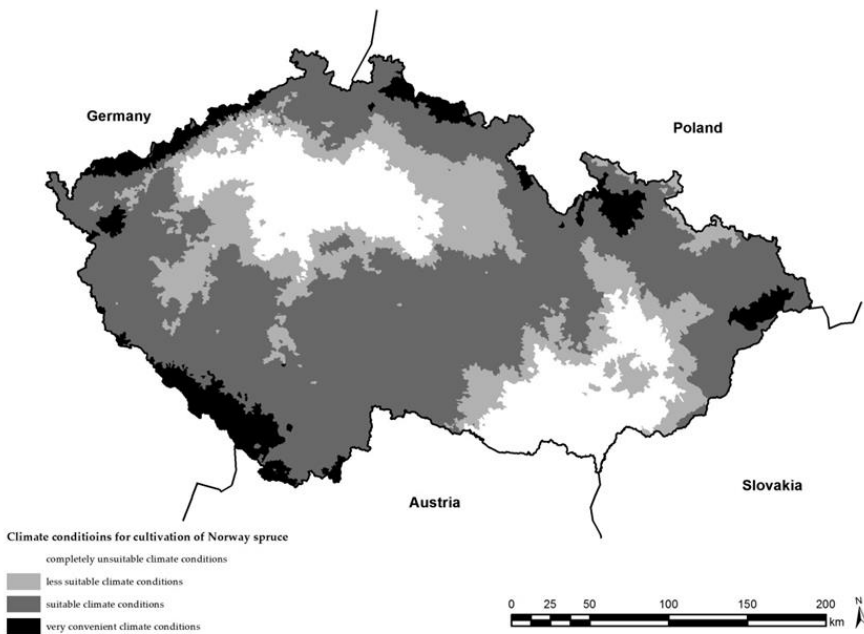 Germany
Poland
Austria
Slovakia
Climate conditioins for cultivation of Norway spruce
completely unsuitable climate conditions
less suitable climate conditions
suitable climate conditions
very convenient climate conditions
0 25 50 100 150 200
km
N